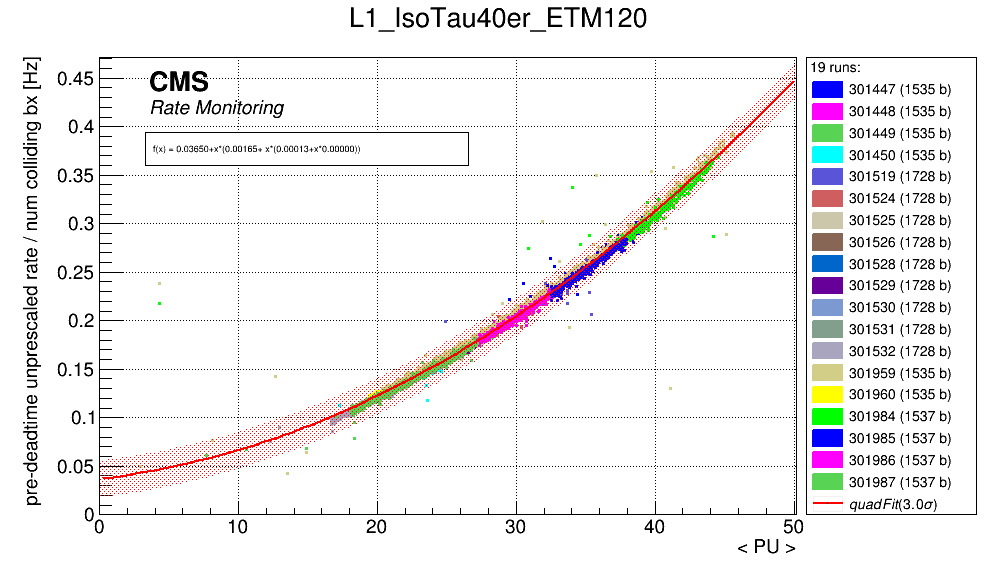 L1_IsoTau40er_ETM120
pre-deadtime unprescaled rate / num colliding bx [Hz]
CMS
Rate Monitoring
f(x) = 0.03650+x*(0.00165+ x*(0.00013+x*0.00000))
0.45
0.4
0.35
0.3
0.25
0.2
0.15
0.1
0.05
0
0 10 20 30 40 50
< PU >
19 runs:
301447 (1535 b)
301448 (1535 b)
301449 (1535 b)
301450 (1535 b)
301519 (1728 b)
301524 (1728 b)
301525 (1728 b)
301526 (1728 b)
301528 (1728 b)
301529 (1728 b)
301530 (1728 b)
301531 (1728 b)
301532 (1728 b)
301959 (1535 b)
301960 (1535 b)
301984 (1537 b)
301985 (1537 b)
301986 (1537 b)
301987 (1537 b)
quadFit(3.0σ)